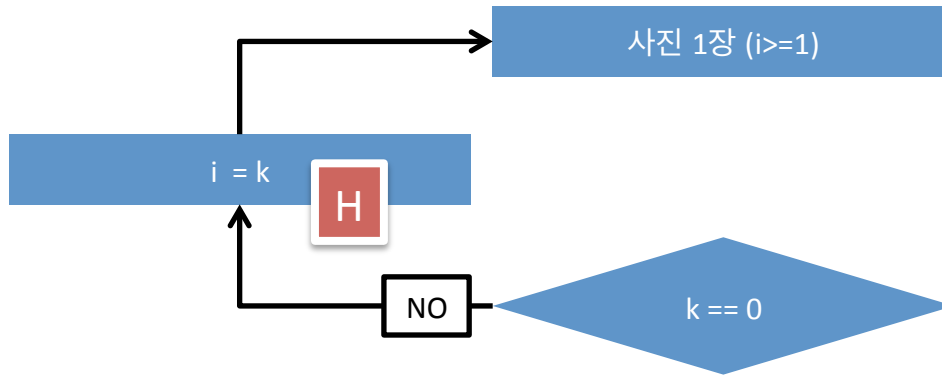 사진 1장 (i>=1)
i = k
H
NO
k == 0